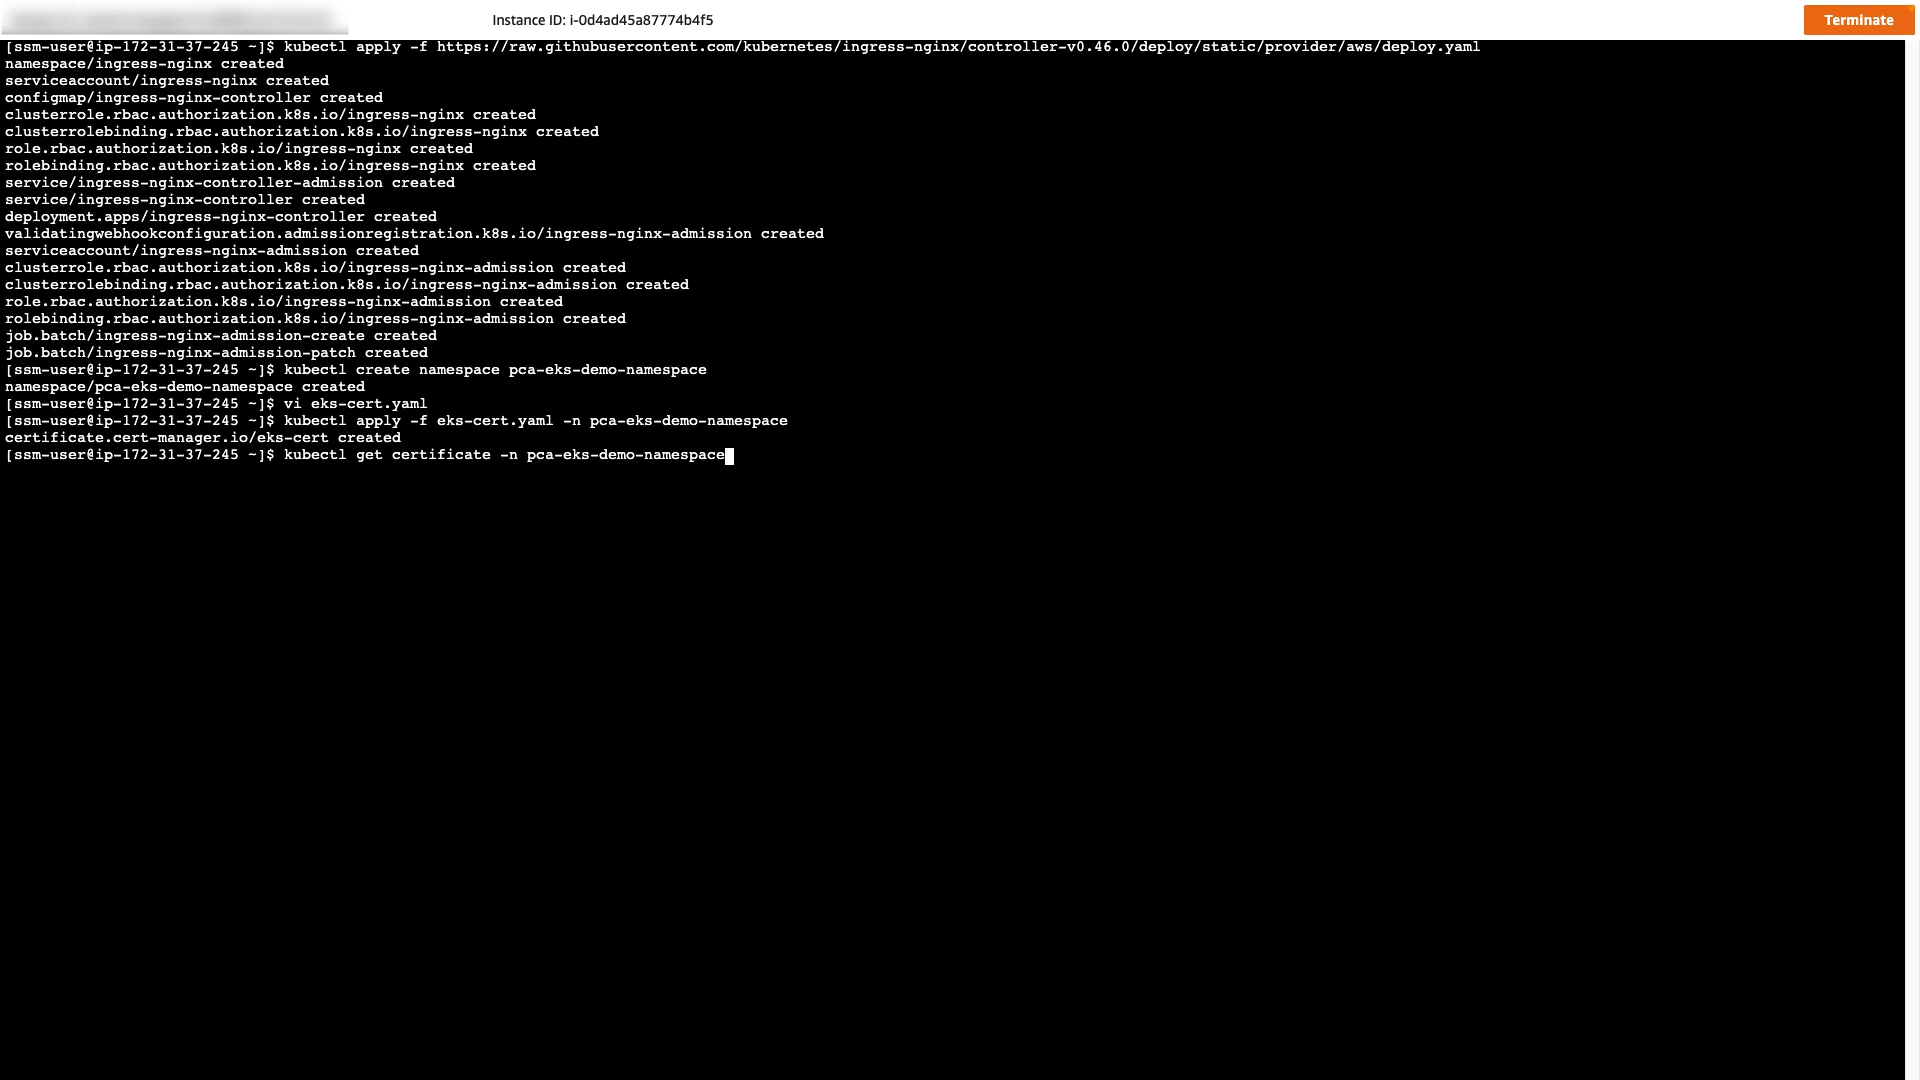 Instance ID: i-0d4ad45a87774b4f5
Terminate
[ssm-user@ip-172-31-37-245 ~]$ kubectl apply -f https://raw.githubusercontent.com/kubernetes/ingress-nginx/controller-v0.46.0/deploy/static/provider/aws/deploy.yaml
namespace/ingress-nginx created
serviceaccount/ingress-nginx created
configmap/ingress-nginx-controller created
clusterrole.rbac.authorization.k8s.io/ingress-nginx created
clusterrolebinding.rbac.authorization.k8s.io/ingress-nginx created
role.rbac.authorization.k8s.io/ingress-nginx created
rolebinding.rbac.authorization.k8s.io/ingress-nginx created
service/ingress-nginx-controller-admission created
service/ingress-nginx-controller created
deployment.apps/ingress-nginx-controller created
validatingwebhookconfiguration.admissionregistration.k8s.io/ingress-nginx-admission created
serviceaccount/ingress-nginx-admission created
clusterrole.rbac.authorization.k8s.io/ingress-nginx-admission created
clusterrolebinding.rbac.authorization.k8s.io/ingress-nginx-admission created
role.rbac.authorization.k8s.io/ingress-nginx-admission created
rolebinding.rbac.authorization.k8s.io/ingress-nginx-admission created
job.batch/ingress-nginx-admission-create created
job.batch/ingress-nginx-admission-patch created
[ssm-user@ip-172-31-37-245 ~]$ kubectl create namespace pca-eks-demo-namespace
namespace/pca-eks-demo-namespace created
[ssm-user@ip-172-31-37-245 ~]$ vi eks-cert.yaml
[ssm-user@ip-172-31-37-245 ~]$ kubectl apply -f eks-cert.yaml -n pca-eks-demo-namespace
certificate.cert-manager.io/eks-cert created
[ssm-user@ip-172-31-37-245 ~]$ kubectl get certificate -n pca-eks-demo-namespace